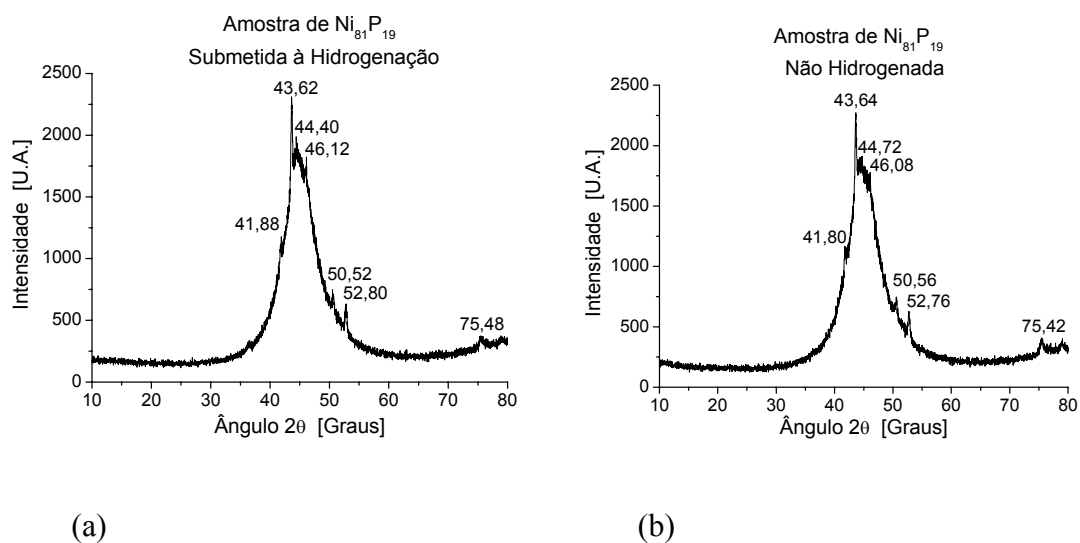 Amostra de Ni81P19
Submetida à Hidrogenação
2500
2000
1500
1000
500
0
Intensidade [U.A.]
43,62
44,40
46,12
41,88
50,52
52,80
75,48
10 20 30 40 50 60 70 80
Ângulo 2θ [Graus]
(a)
Amostra de Ni81P19
Não Hidrogenada
2500
2000
1500
1000
500
0
Intensidade [U.A.]
43,64
44,72
46,08
41,80
50,56
52,76
75,42
10 20 30 40 50 60 70 80
Ângulo 2θ [Graus]
(b)